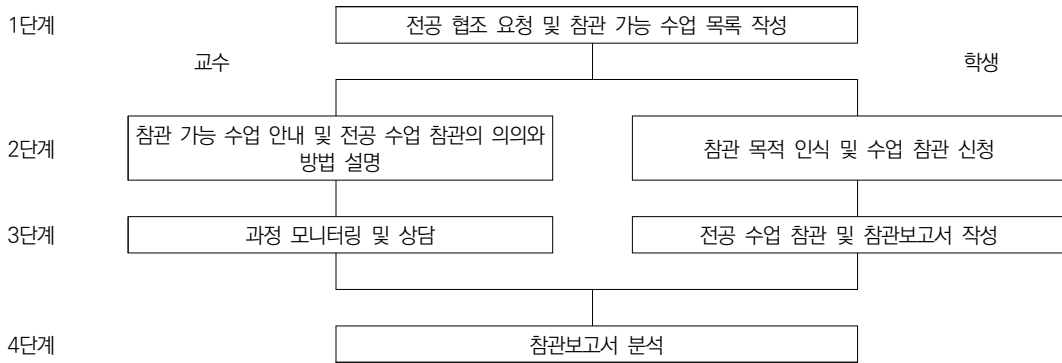 1단계
전공 협조 요청 및 참관 가능 수업 목록 작성
교수
학생
2단계
참관 가능 수업 안내 및 전공 수업 참관의 의의와
방법 설명
참관 목적 인식 및 수업 참관 신청
3단계
과정 모니터링 및 상담
전공 수업 참관 및 참관보고서 작성
4단계
참관보고서 분석